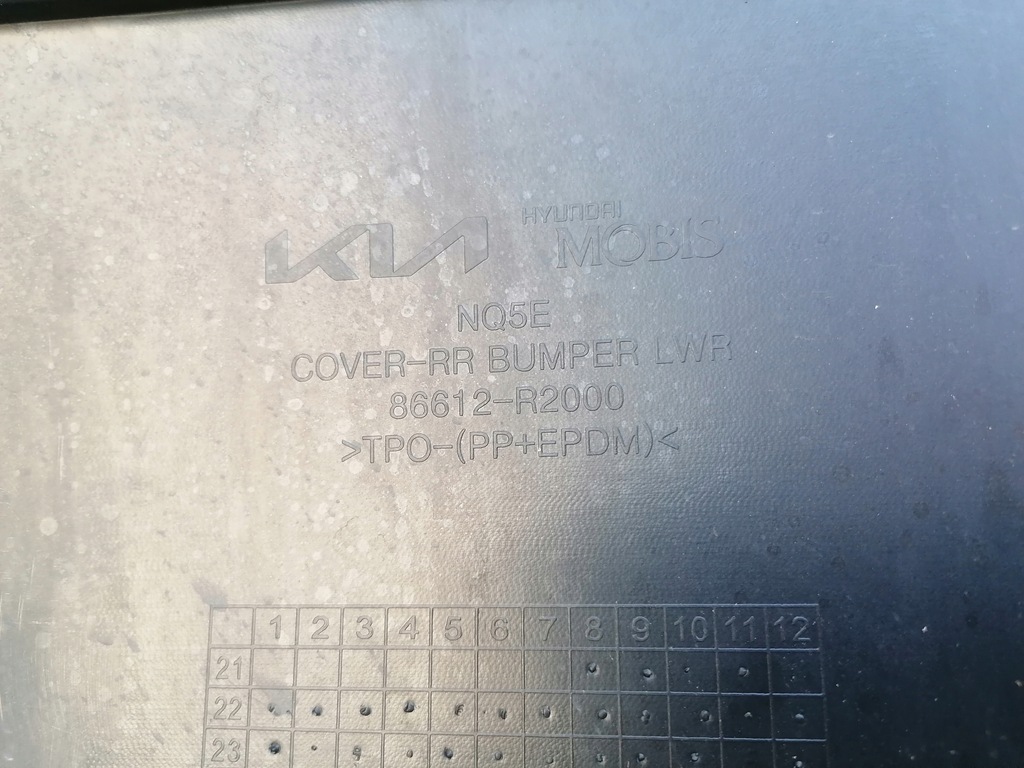 KIA HYUNDAI MOBIS
NQ5E
COVER-RR BUMPER LWR
86612-R2000
>TPO-(PP+EPDM)<
1 2 3 4 5 6 7 8 9 10 11 12
21
22
23